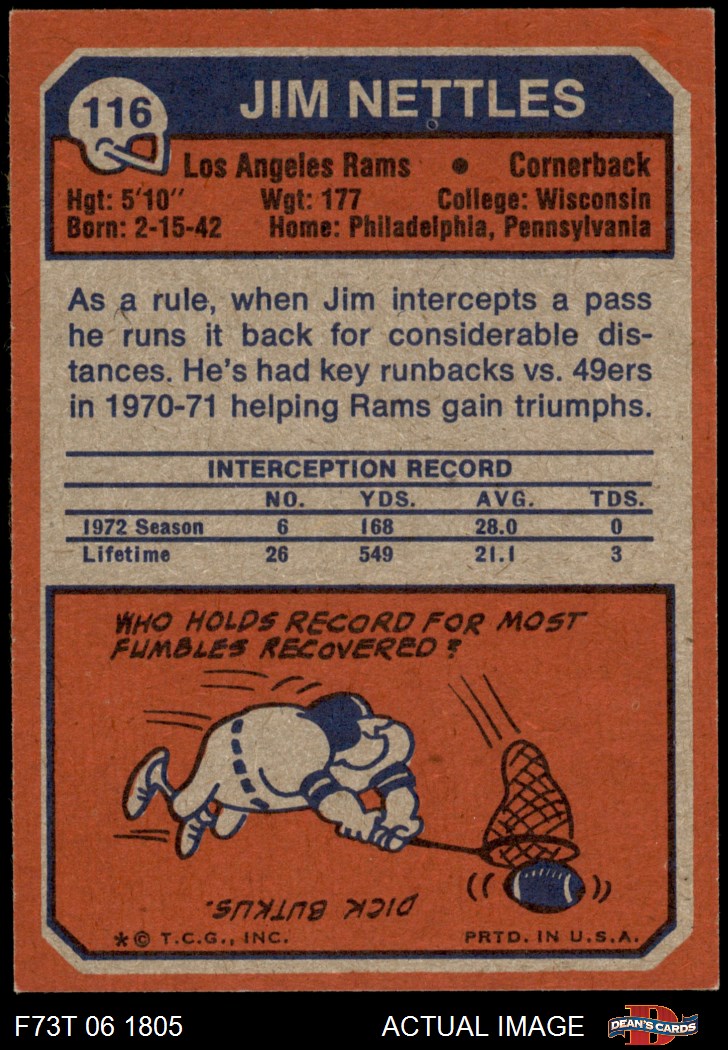 116
JIM NETTLES
Los Angeles Rams • Cornerback
Hgt: 5'10" Wgt: 177 College: Wisconsin
Born: 2-15-42 Home: Philadelphia, Pennsylvania
As a rule, when Jim intercepts a pass
he runs it back for considerable dis-
tances. He's had key runbacks vs. 49ers
in 1970-71 helping Rams gain triumphs.
INTERCEPTION RECORD
NO. YDS. AVG. TDS.
1972 Season 6 168 28.0 0
Lifetime 26 549 21.1 3
WHO HOLDS RECORD FOR MOST
FUMBLES RECOVERED?
DICK BUTKUS.
*© T.C.G., INC. PRTD. IN U.S.A.
F73T 06 1805 ACTUAL IMAGE DEAN'S CARDS